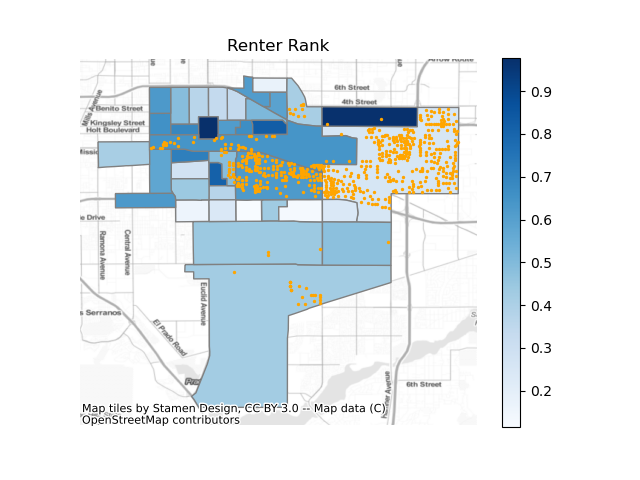 Renter Rank
Arrow Route
6th Street
4th Street
Mills Avenue
Benito Street
Kingsley Street
Holt Boulevard
e Drive
Ramona Avenue
Central Avenue
Euclid Avenue
s Serranos
El Prado Road
6th Street
Map tiles by Stamen Design, CC BY 3.0 -- Map data (C)
OpenStreetMap contributors
0.9
0.8
0.7
0.6
0.5
0.4
0.3
0.2